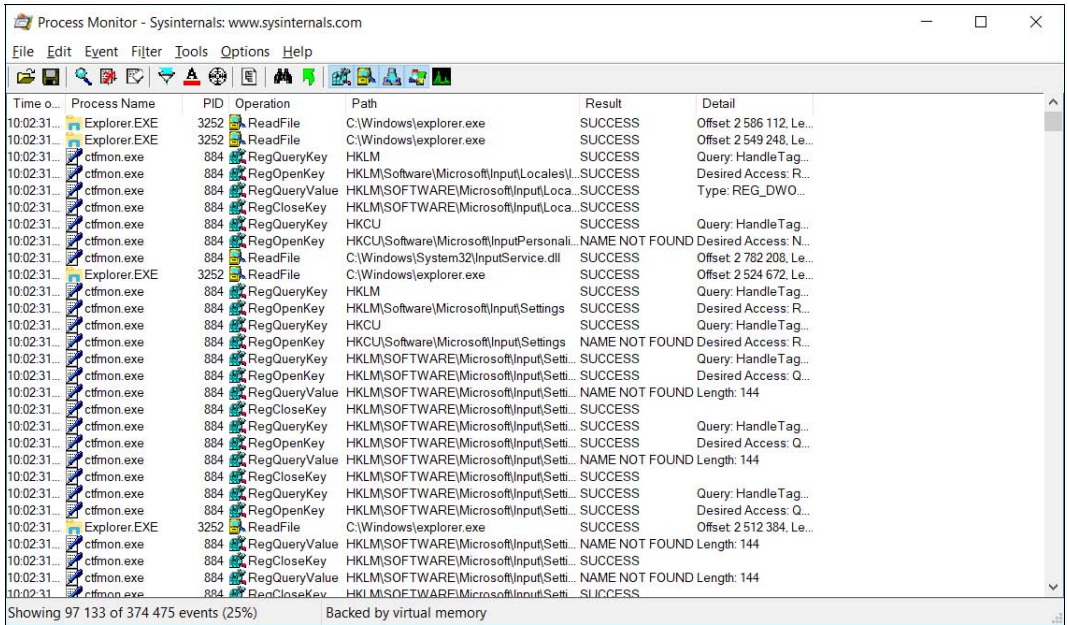 Process Monitor - Sysinternals: www.sysinternals.com
File Edit Event Filter Tools Options Help
Time o... Process Name PID Operation Path Result Detail
10:02:31... Explorer.EXE 3252 ReadFile C:\Windows\explorer.exe SUCCESS Offset: 2 586 112, Le...
10:02:31... Explorer.EXE 3252 ReadFile C:\Windows\explorer.exe SUCCESS Offset: 2 549 248, Le...
10:02:31... ctfmon.exe 884 RegQueryKey HKLM SUCCESS Query: HandleTag...
10:02:31... ctfmon.exe 884 RegOpenKey HKLM\Software\Microsoft\Input\Locales\l... SUCCESS Desired Access: R...
10:02:31... ctfmon.exe 884 RegQueryValue HKLM\SOFTWARE\Microsoft\Input\Loca... SUCCESS Type: REG_DWO...
10:02:31... ctfmon.exe 884 RegCloseKey HKLM\SOFTWARE\Microsoft\Input\Loca... SUCCESS
10:02:31... ctfmon.exe 884 RegQueryKey HKCU SUCCESS Query: HandleTag...
10:02:31... ctfmon.exe 884 RegOpenKey HKCU\Software\Microsoft\InputPersonali... NAME NOT FOUND Desired Access: N...
10:02:31... ctfmon.exe 884 ReadFile C:\Windows\System32\InputService.dll SUCCESS Offset: 2 782 208, Le...
10:02:31... Explorer.EXE 3252 ReadFile C:\Windows\explorer.exe SUCCESS Offset: 2 524 672, Le...
10:02:31... ctfmon.exe 884 RegQueryKey HKLM SUCCESS Query: HandleTag...
10:02:31... ctfmon.exe 884 RegOpenKey HKLM\Software\Microsoft\Input\Settings SUCCESS Desired Access: R...
10:02:31... ctfmon.exe 884 RegQueryKey HKCU SUCCESS Query: HandleTag...
10:02:31... ctfmon.exe 884 RegOpenKey HKCU\Software\Microsoft\Input\Settings NAME NOT FOUND Desired Access: R...
10:02:31... ctfmon.exe 884 RegQueryKey HKLM\SOFTWARE\Microsoft\Input\Setti... SUCCESS Query: HandleTag...
10:02:31... ctfmon.exe 884 RegOpenKey HKLM\SOFTWARE\Microsoft\Input\Setti... SUCCESS Desired Access: Q...
10:02:31... ctfmon.exe 884 RegQueryValue HKLM\SOFTWARE\Microsoft\Input\Setti... NAME NOT FOUND Length: 144
10:02:31... ctfmon.exe 884 RegCloseKey HKLM\SOFTWARE\Microsoft\Input\Setti... SUCCESS
10:02:31... ctfmon.exe 884 RegQueryKey HKLM\SOFTWARE\Microsoft\Input\Setti... SUCCESS Query: HandleTag...
10:02:31... ctfmon.exe 884 RegOpenKey HKLM\SOFTWARE\Microsoft\Input\Setti... SUCCESS Desired Access: Q...
10:02:31... ctfmon.exe 884 RegQueryValue HKLM\SOFTWARE\Microsoft\Input\Setti... NAME NOT FOUND Length: 144
10:02:31... ctfmon.exe 884 RegCloseKey HKLM\SOFTWARE\Microsoft\Input\Setti... SUCCESS
10:02:31... ctfmon.exe 884 RegQueryKey HKLM\SOFTWARE\Microsoft\Input\Setti... SUCCESS Query: HandleTag...
10:02:31... ctfmon.exe 884 RegOpenKey HKLM\SOFTWARE\Microsoft\Input\Setti... SUCCESS Desired Access: Q...
10:02:31... Explorer.EXE 3252 ReadFile C:\Windows\explorer.exe SUCCESS Offset: 2 512 384, Le...
10:02:31... ctfmon.exe 884 RegQueryValue HKLM\SOFTWARE\Microsoft\Input\Setti... NAME NOT FOUND Length: 144
10:02:31... ctfmon.exe 884 RegCloseKey HKLM\SOFTWARE\Microsoft\Input\Setti... SUCCESS
10:02:31... ctfmon.exe 884 RegQueryValue HKLM\SOFTWARE\Microsoft\Input\Setti... NAME NOT FOUND Length: 144
10:02:31... ctfmon.exe 884 RegCloseKey HKLM\SOFTWARE\Microsoft\Input\Setti... SUCCESS
Showing 97 133 of 374 475 events (25%) Backed by virtual memory